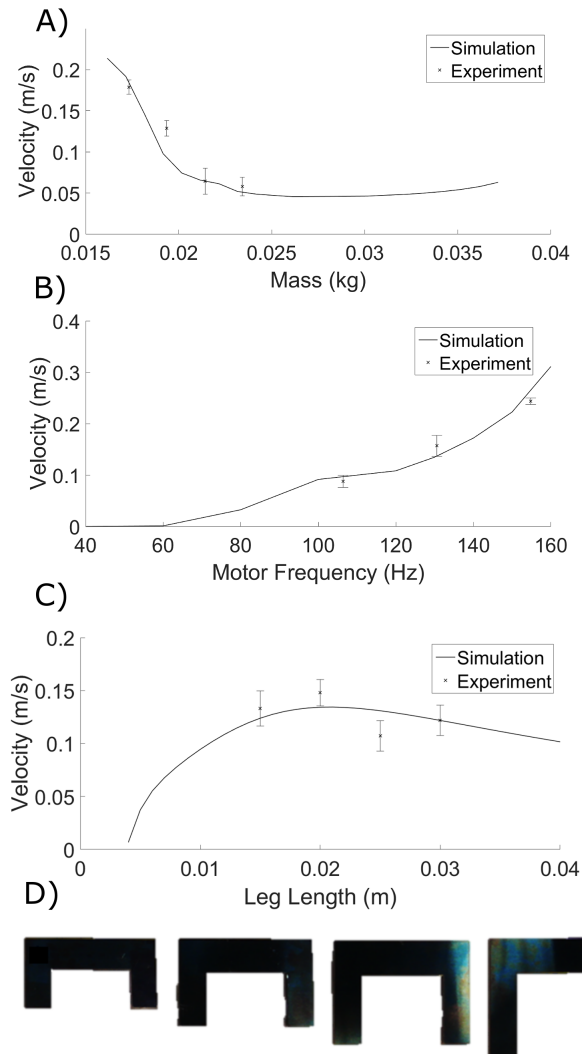 A)
Velocity (m/s)
0.2
0.15
0.1
0.05
0
Simulation
Experiment
0.015 0.02 0.025 0.03 0.035 0.04
Mass (kg)
B)
Velocity (m/s)
0.4
0.3
0.2
0.1
0
Simulation
Experiment
40 60 80 100 120 140 160
Motor Frequency (Hz)
C)
Velocity (m/s)
0.2
0.15
0.1
0.05
0
Simulation
Experiment
0 0.01 0.02 0.03 0.04
Leg Length (m)
D)